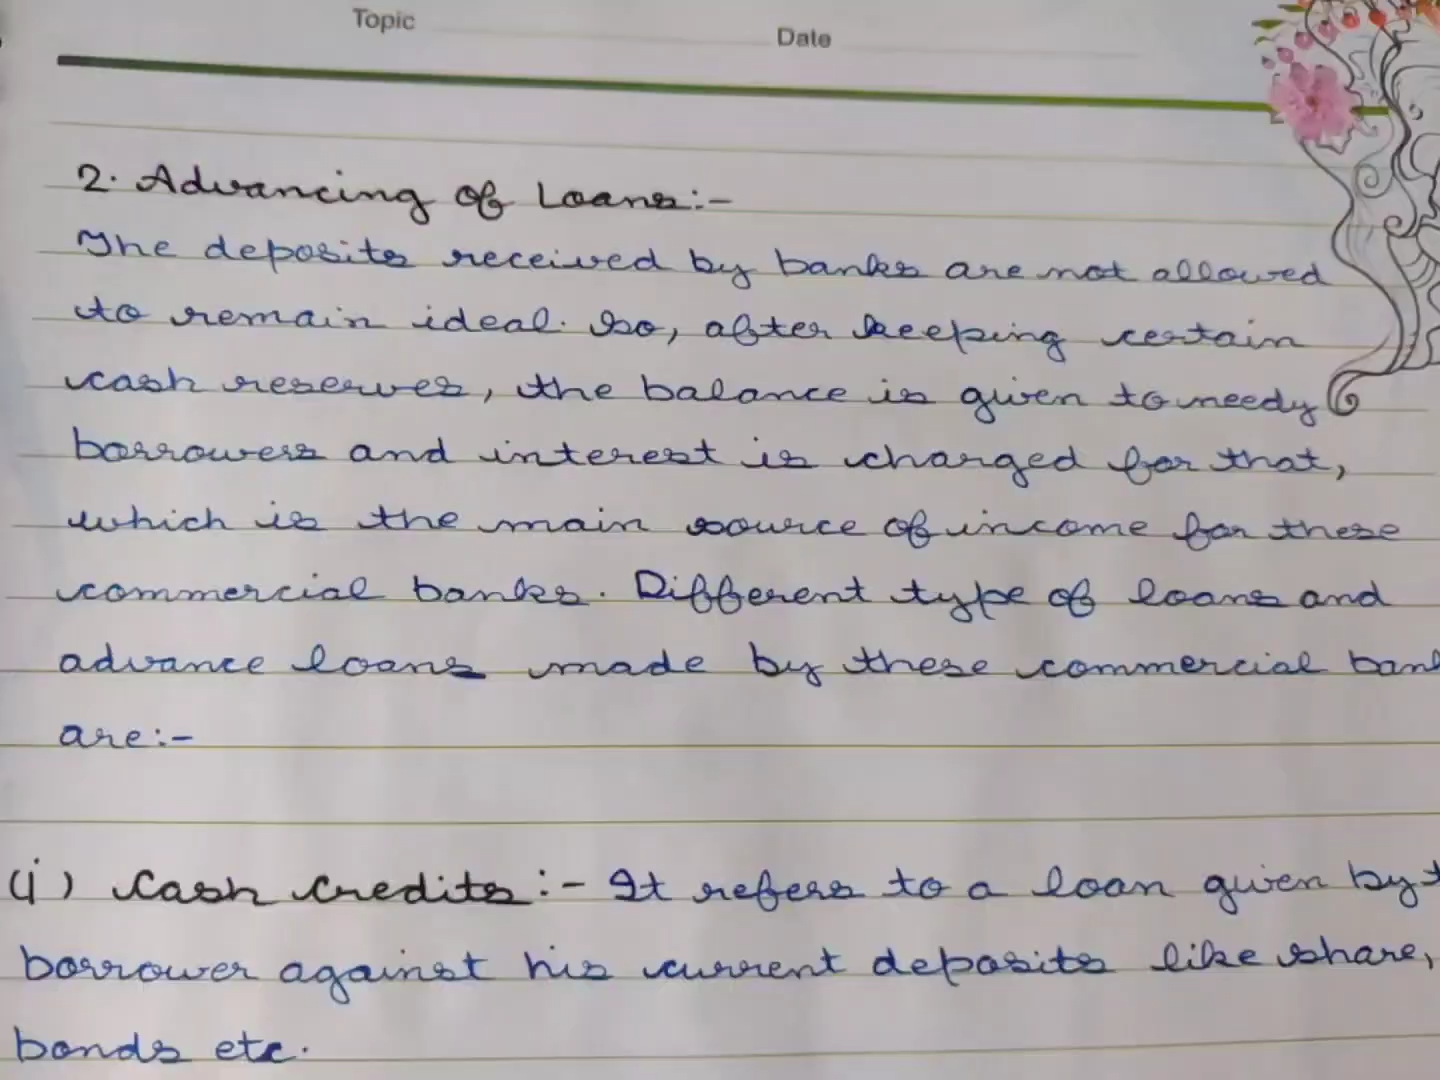 Topic
Date
2. Advancing of Loans:-
The deposits received by banks are not allowed
to remain ideal. So, after keeping certain
cash reserves, the balance is given to needy
borrowers and interest is charged for that,
which is the main source of income for these
commercial banks. Different type of loans and
advance loans made by these commercial ban
are:-
(i) Cash credits:- It refers to a loan given by t
borrower against his current deposits like share,
bonds etc.